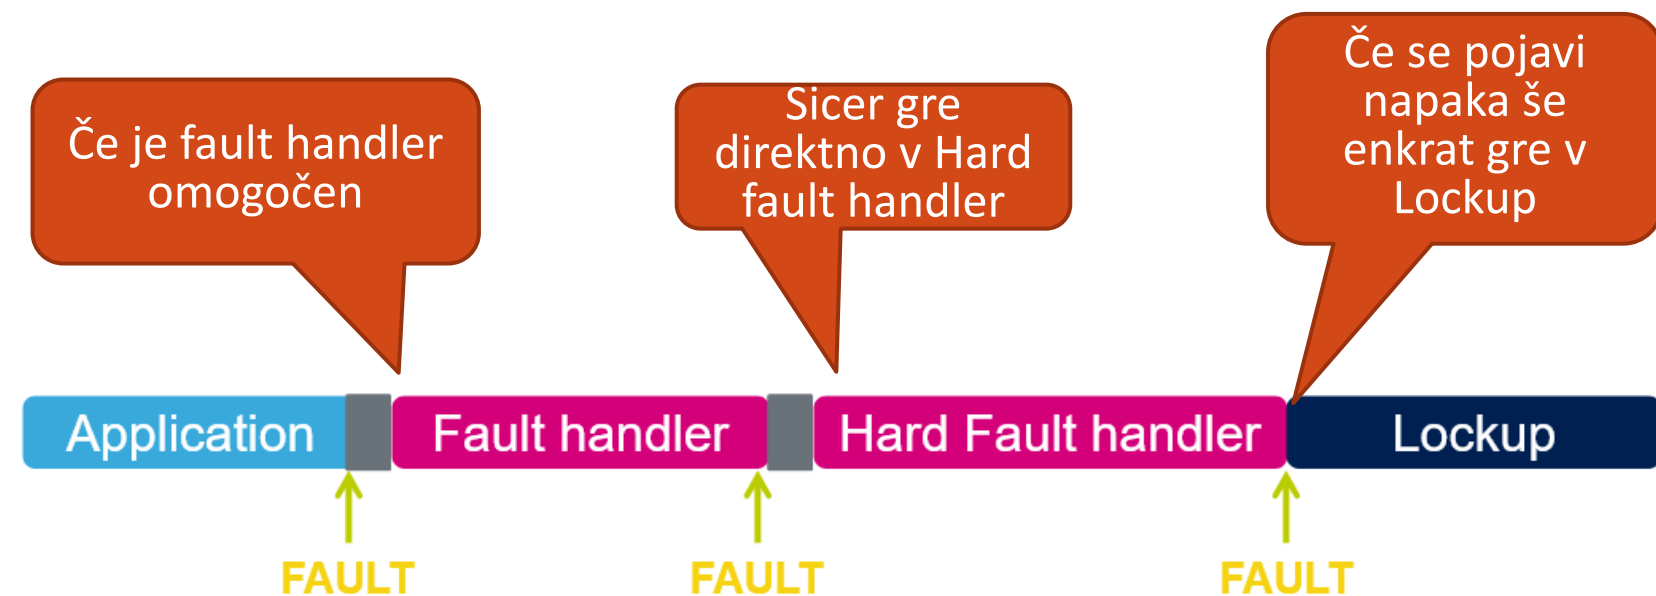 Če je fault handler
omogočen
Sicer gre
direktno v Hard
fault handler
Če se pojavi
napaka še
enkrat gre v
Lockup
Application
Fault handler
Hard Fault handler
Lockup
FAULT
FAULT
FAULT